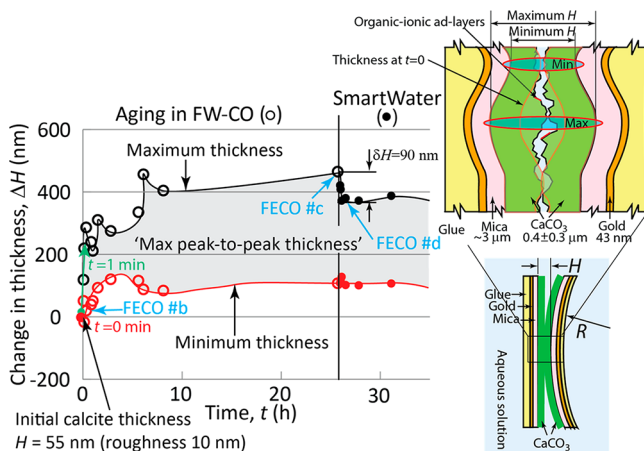 Aging in FW-CO (○)
SmartWater
(●)
600
400
200
0
-200
Change in thickness, ΔH (nm)
Maximum thickness
δH=90 nm
FECO #c
FECO #d
'Max peak-to-peak thickness'
t=1 min
FECO #b
t=0 min
Minimum thickness
0
10
20
30
Time, t (h)
Initial calcite thickness
H = 55 nm (roughness 10 nm)
Organic-ionic ad-layers
Maximum H
Minimum H
Thickness at t=0
Min
Max
Glue
Mica
~3 μm
CaCO3
0.4±0.3 μm
Gold
43 nm
H
Glue
Gold
Mica
R
Aqueous solution
CaCO3